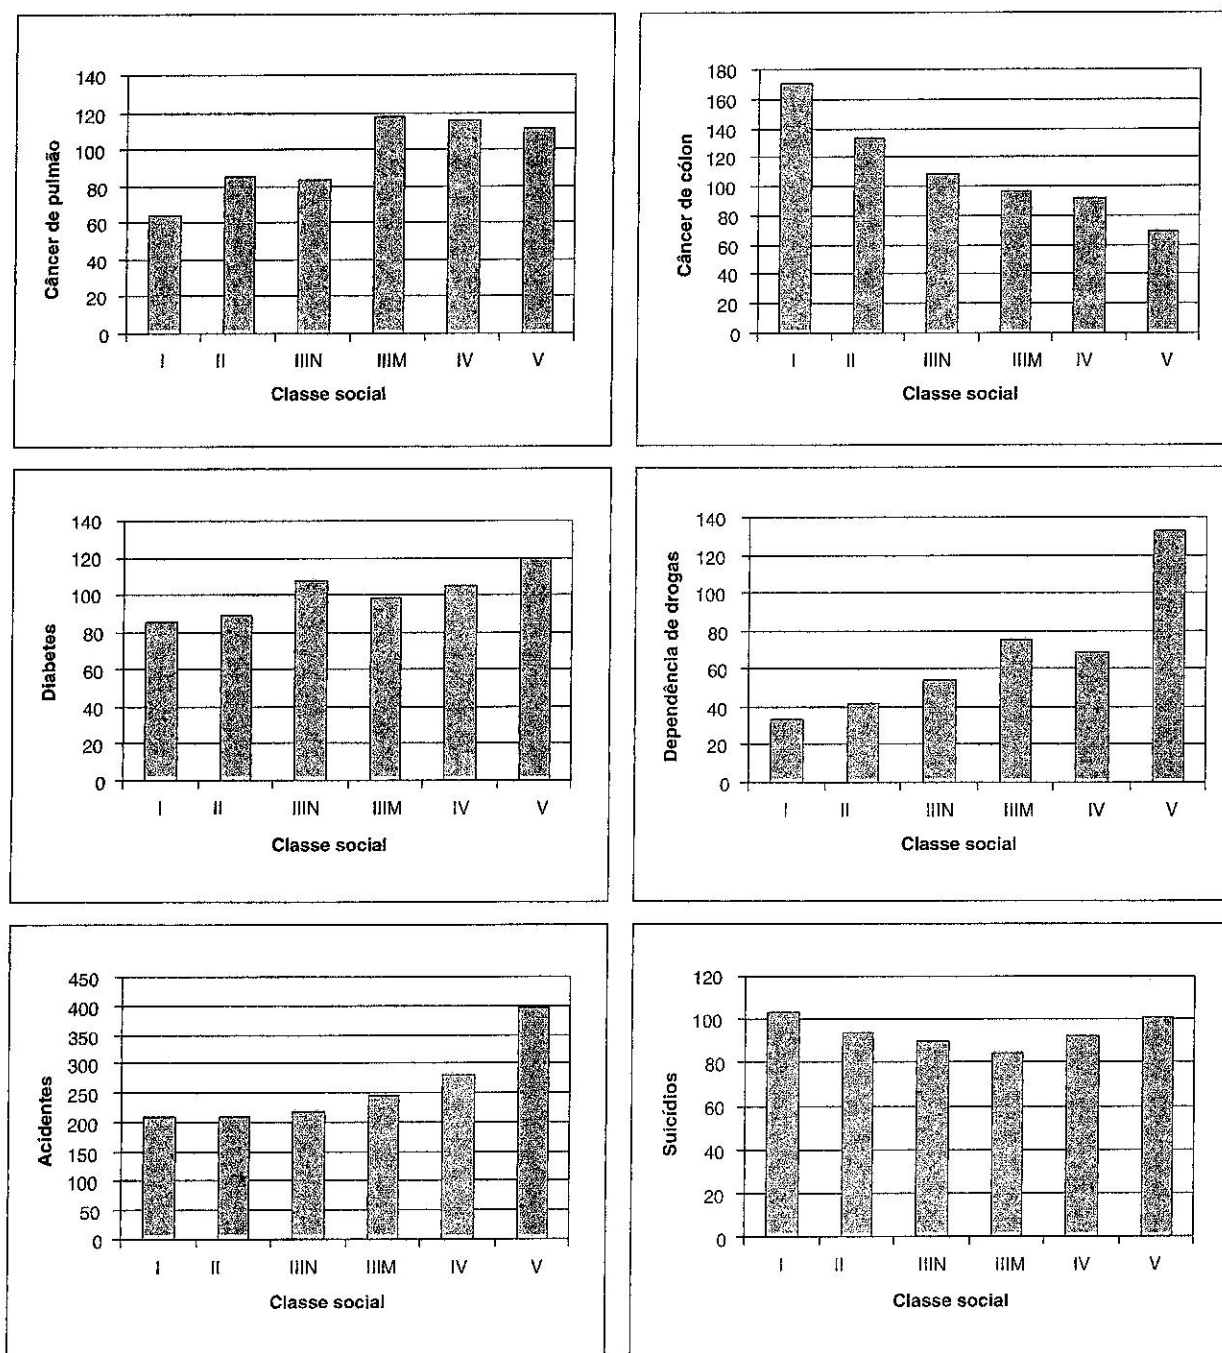 Câncer de pulmão
140
120
100
80
60
40
20
0
I II IIIN IIIM IV V
Classe social
Câncer de cólon
180
160
140
120
100
80
60
40
20
0
I II IIIN IIIM IV V
Classe social
Diabetes
140
120
100
80
60
40
20
0
I II IIIN IIIM IV V
Classe social
Dependência de drogas
140
120
100
80
60
40
20
0
I II IIIN IIIM IV V
Classe social
Acidentes
450
400
350
300
250
200
150
100
50
0
I II IIIN IIIM IV V
Classe social
Suicídios
120
100
80
60
40
20
0
I II IIIN IIIM IV V
Classe social